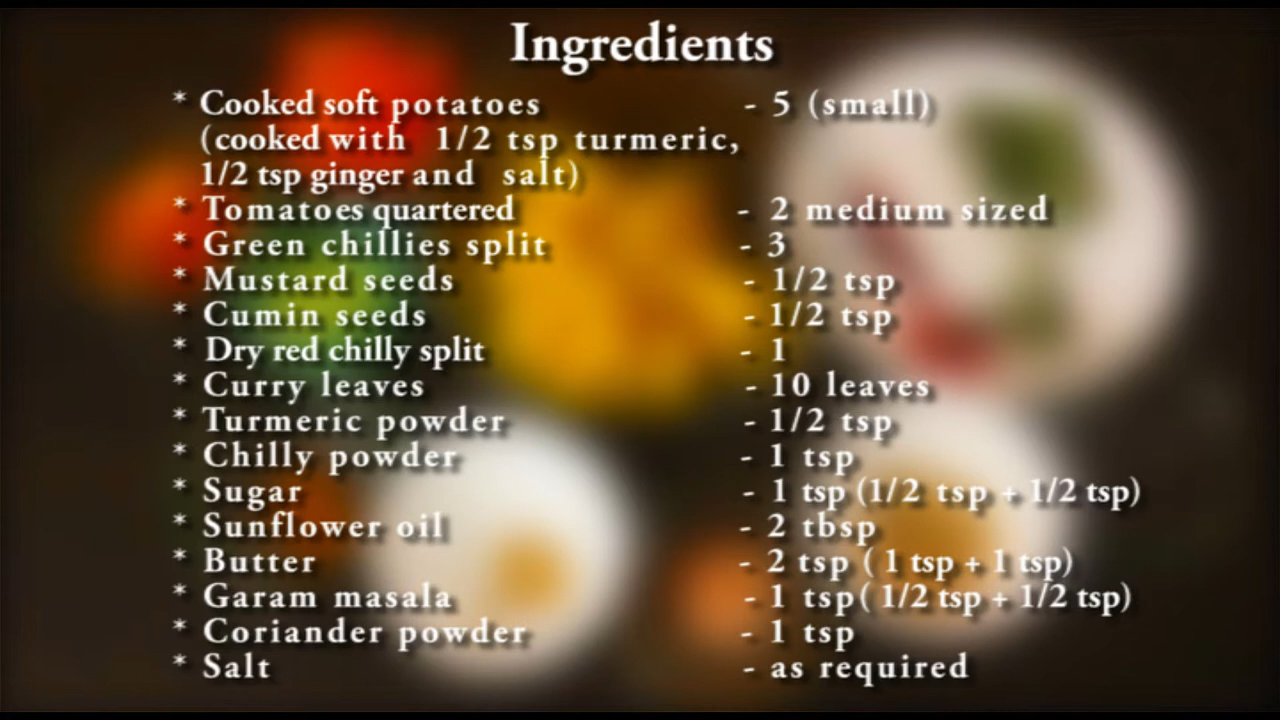 Ingredients
* Cooked soft potatoes - 5 (small)
(cooked with 1/2 tsp turmeric,
1/2 tsp ginger and salt)
* Tomatoes quartered - 2 medium sized
* Green chillies split - 3
* Mustard seeds - 1/2 tsp
* Cumin seeds - 1/2 tsp
* Dry red chilly split - 1
* Curry leaves - 10 leaves
* Turmeric powder - 1/2 tsp
* Chilly powder - 1 tsp
* Sugar - 1 tsp (1/2 tsp + 1/2 tsp)
* Sunflower oil - 2 tbsp
* Butter - 2 tsp ( 1 tsp + 1 tsp)
* Garam masala - 1 tsp( 1/2 tsp + 1/2 tsp)
* Coriander powder - 1 tsp
* Salt - as required